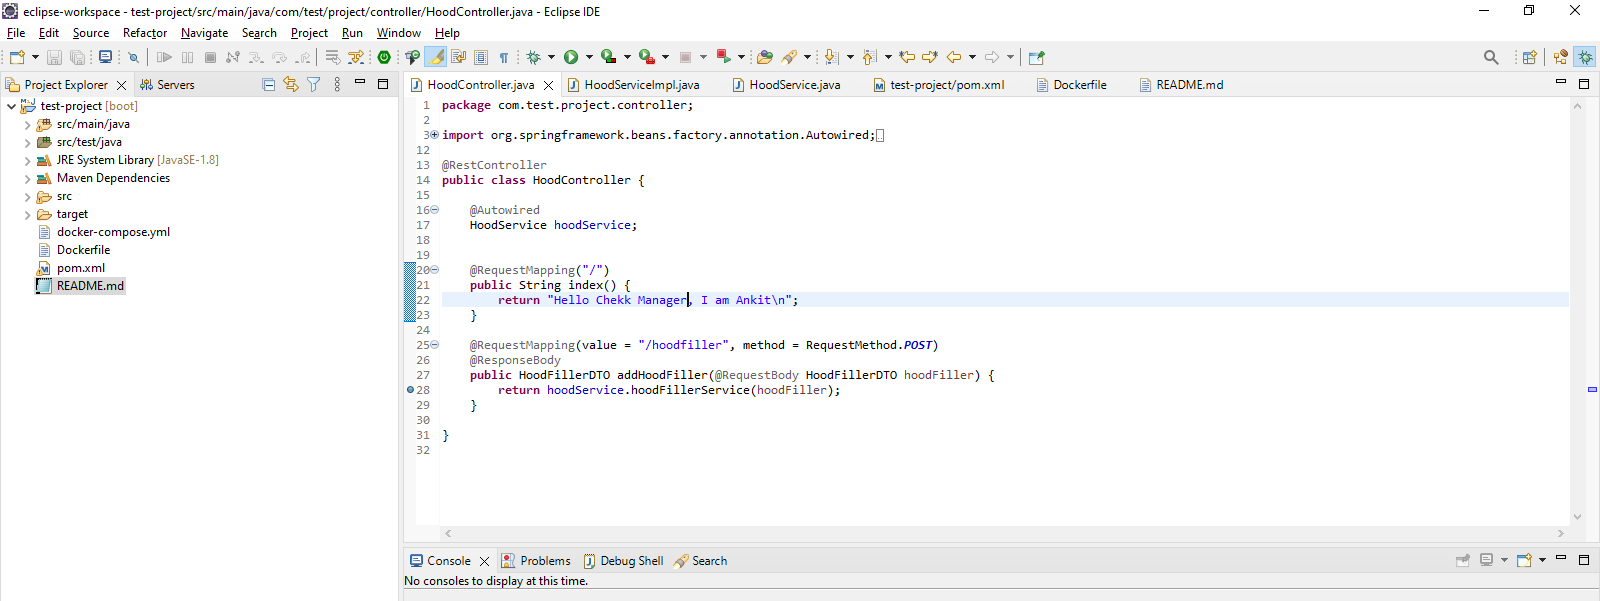 eclipse-workspace - test-project/src/main/java/com/test/project/controller/HoodController.java - Eclipse IDE
File Edit Source Refactor Navigate Search Project Run Window Help
Project Explorer Servers
test-project [boot]
src/main/java
src/test/java
JRE System Library [JavaSE-1.8]
Maven Dependencies
src
target
docker-compose.yml
Dockerfile
pom.xml
README.md
HoodController.java HoodServiceImpl.java HoodService.java test-project/pom.xml Dockerfile README.md
1 package com.test.project.controller;
2
3 import org.springframework.beans.factory.annotation.Autowired;
12
13 @RestController
14 public class HoodController {
15
16 @Autowired
17 HoodService hoodService;
18
19
20 @RequestMapping("/")
21 public String index() {
22 return "Hello Chekk Manager, I am Ankit\n";
23 }
24
25 @RequestMapping(value = "/hoodfiller", method = RequestMethod.POST)
26 @ResponseBody
27 public HoodFillerDTO addHoodFiller(@RequestBody HoodFillerDTO hoodFiller) {
28 return hoodService.hoodFillerService(hoodFiller);
29 }
30
31 }
32
Console Problems Debug Shell Search
No consoles to display at this time.